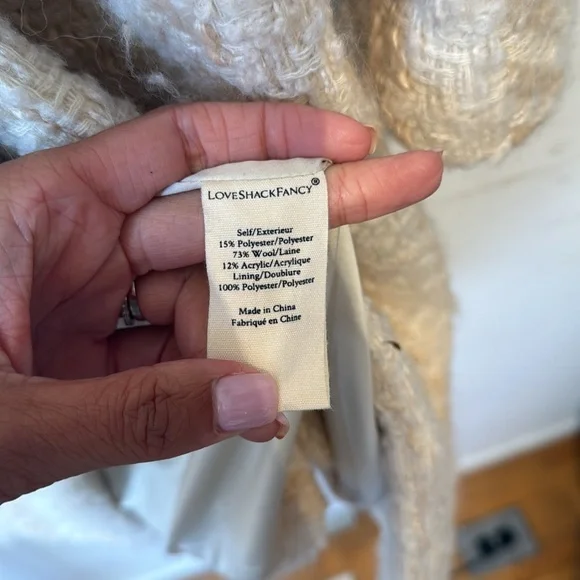 LOVESHACKFANCY®
Self/Exterieur
15% Polyester/Polyester
73% Wool/Laine
12% Acrylic/Acrylique
Lining/Doublure
100% Polyester/Polyester
Made in China
Fabriqué en Chine